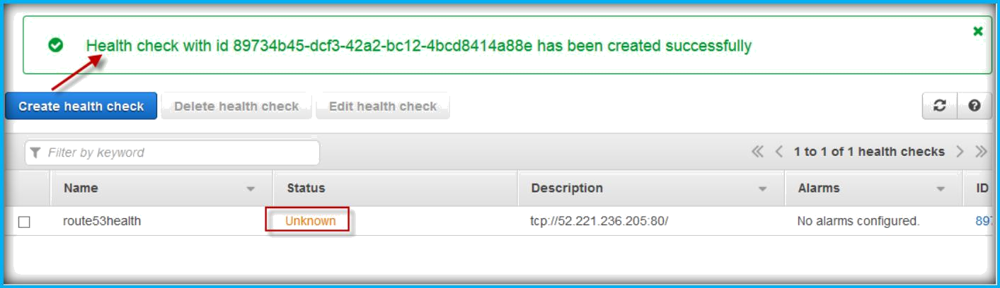 Health check with id 89734b45-dcf3-42a2-bc12-4bcd8414a88e has been created successfully
Create health check Delete health check Edit health check
Filter by keyword 1 to 1 of 1 health checks
Name Status Description Alarms ID
route53health Unknown tcp://52.221.236.205:80/ No alarms configured. 897